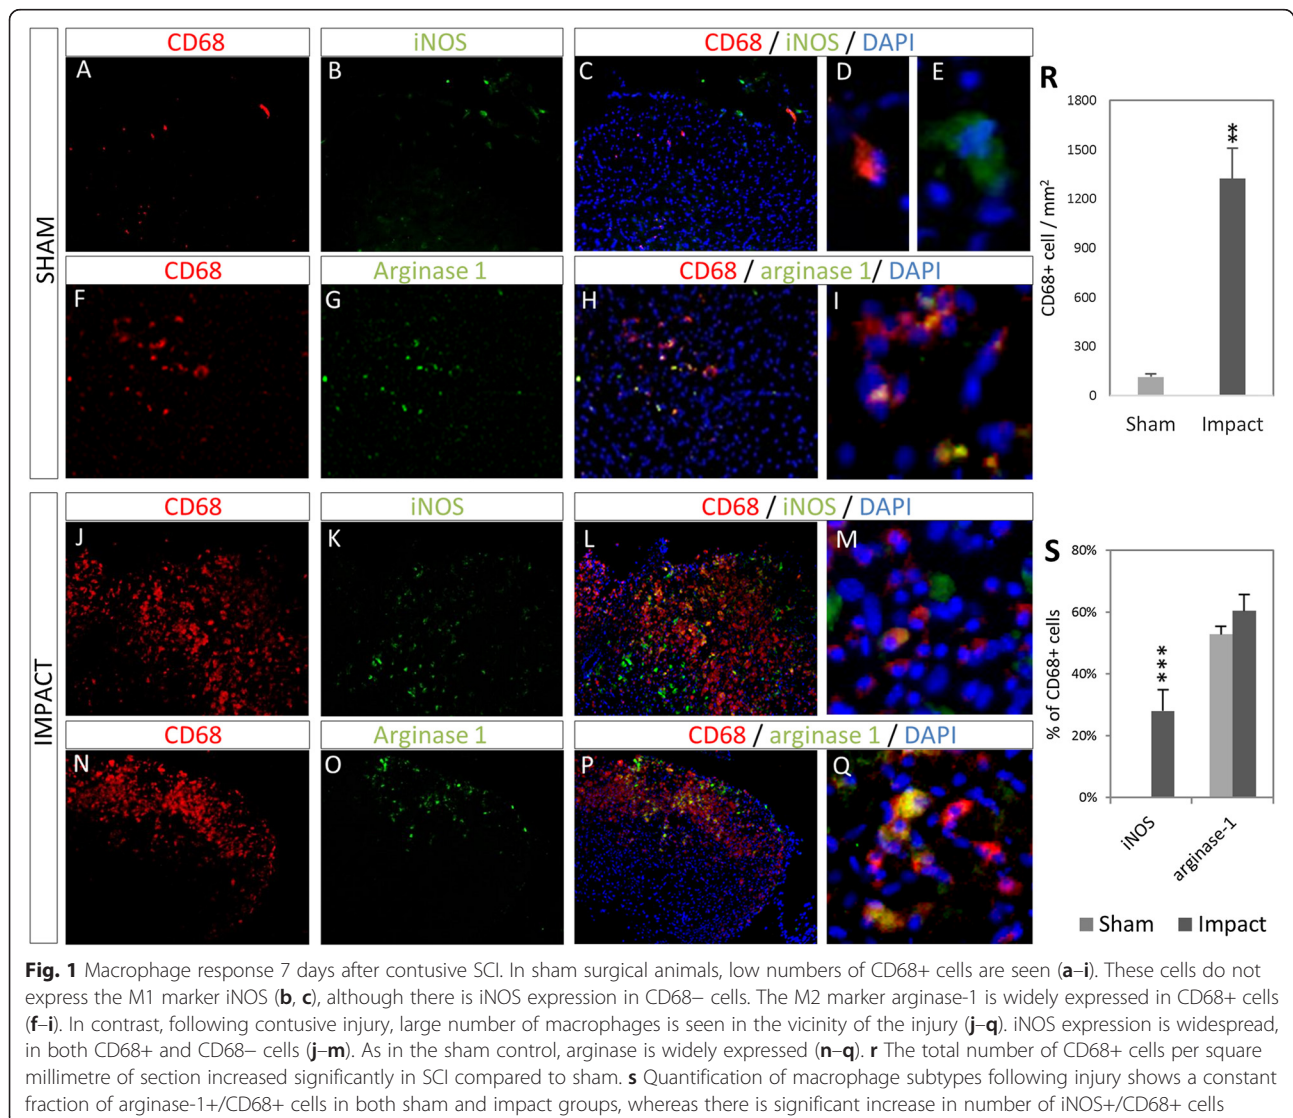 SHAM
CD68
iNOS
CD68 / iNOS / DAPI
A
B
C
D
E
CD68
Arginase 1
CD68 / arginase 1/ DAPI
F
G
H
I
IMPACT
CD68
iNOS
CD68 / iNOS / DAPI
J
K
L
M
CD68
Arginase 1
CD68 / arginase 1 / DAPI
N
O
P
Q
R
CD68+ cell / mm²
1800
1500
1200
900
600
300
0
**
Sham
Impact
S
% of CD68+ cells
80%
60%
40%
20%
0%
***
iNOS
arginase-1
Sham
Impact
Fig. 1 Macrophage response 7 days after contusive SCI. In sham surgical animals, low numbers of CD68+ cells are seen (a–i). These cells do not
express the M1 marker iNOS (b, c), although there is iNOS expression in CD68− cells. The M2 marker arginase-1 is widely expressed in CD68+ cells
(f–i). In contrast, following contusive injury, large number of macrophages is seen in the vicinity of the injury (j–q). iNOS expression is widespread,
in both CD68+ and CD68− cells (j–m). As in the sham control, arginase is widely expressed (n–q). r The total number of CD68+ cells per square
millimetre of section increased significantly in SCI compared to sham. s Quantification of macrophage subtypes following injury shows a constant
fraction of arginase-1+/CD68+ cells in both sham and impact groups, whereas there is significant increase in number of iNOS+/CD68+ cells